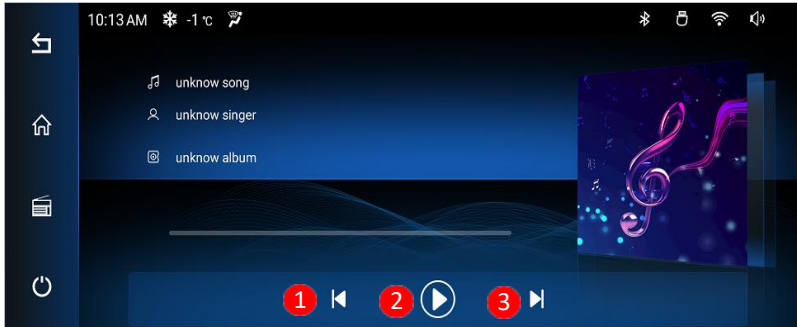 10:13 AM -1 ℃
unknow song
unknow singer
unknow album
1 2 3